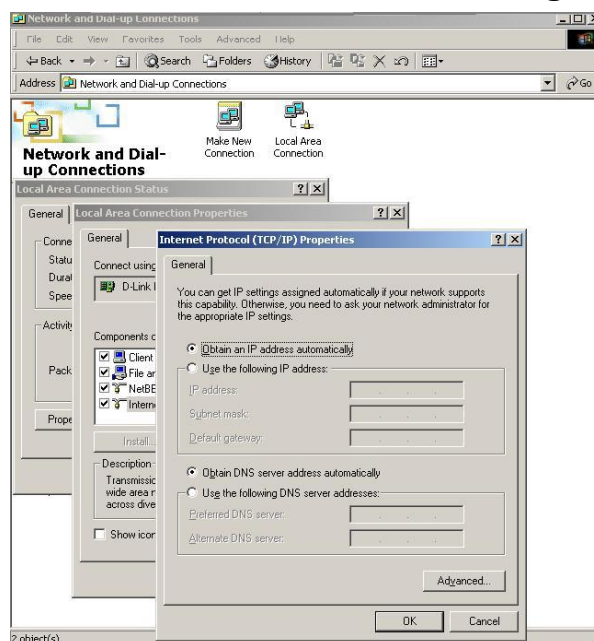 Network and Dial-up Connections
File Edit View Favorites Tools Advanced Help
Back Search Folders History
Address Network and Dial-up Connections Go
Network and Dial-
up Connections
Make New
Connection
Local Area
Connection
Local Area Connection Status
General
Local Area Connection Properties
General
Connect using
D-Link
Components
Client
File
Install...
Description
wide area
across
Show
Internet Protocol (TCP/IP) Properties
General
You can get IP settings assigned automatically if your network supports
this capability. Otherwise, you need to ask your network administrator for
the appropriate IP settings.
Obtain an IP address automatically
Use the following IP address:
IP address:
Subnet mask:
Default gateway:
Obtain DNS server address automatically
Use the following DNS server addresses:
Preferred DNS server:
Alternate DNS server:
Advanced...
OK Cancel
2 object(s)